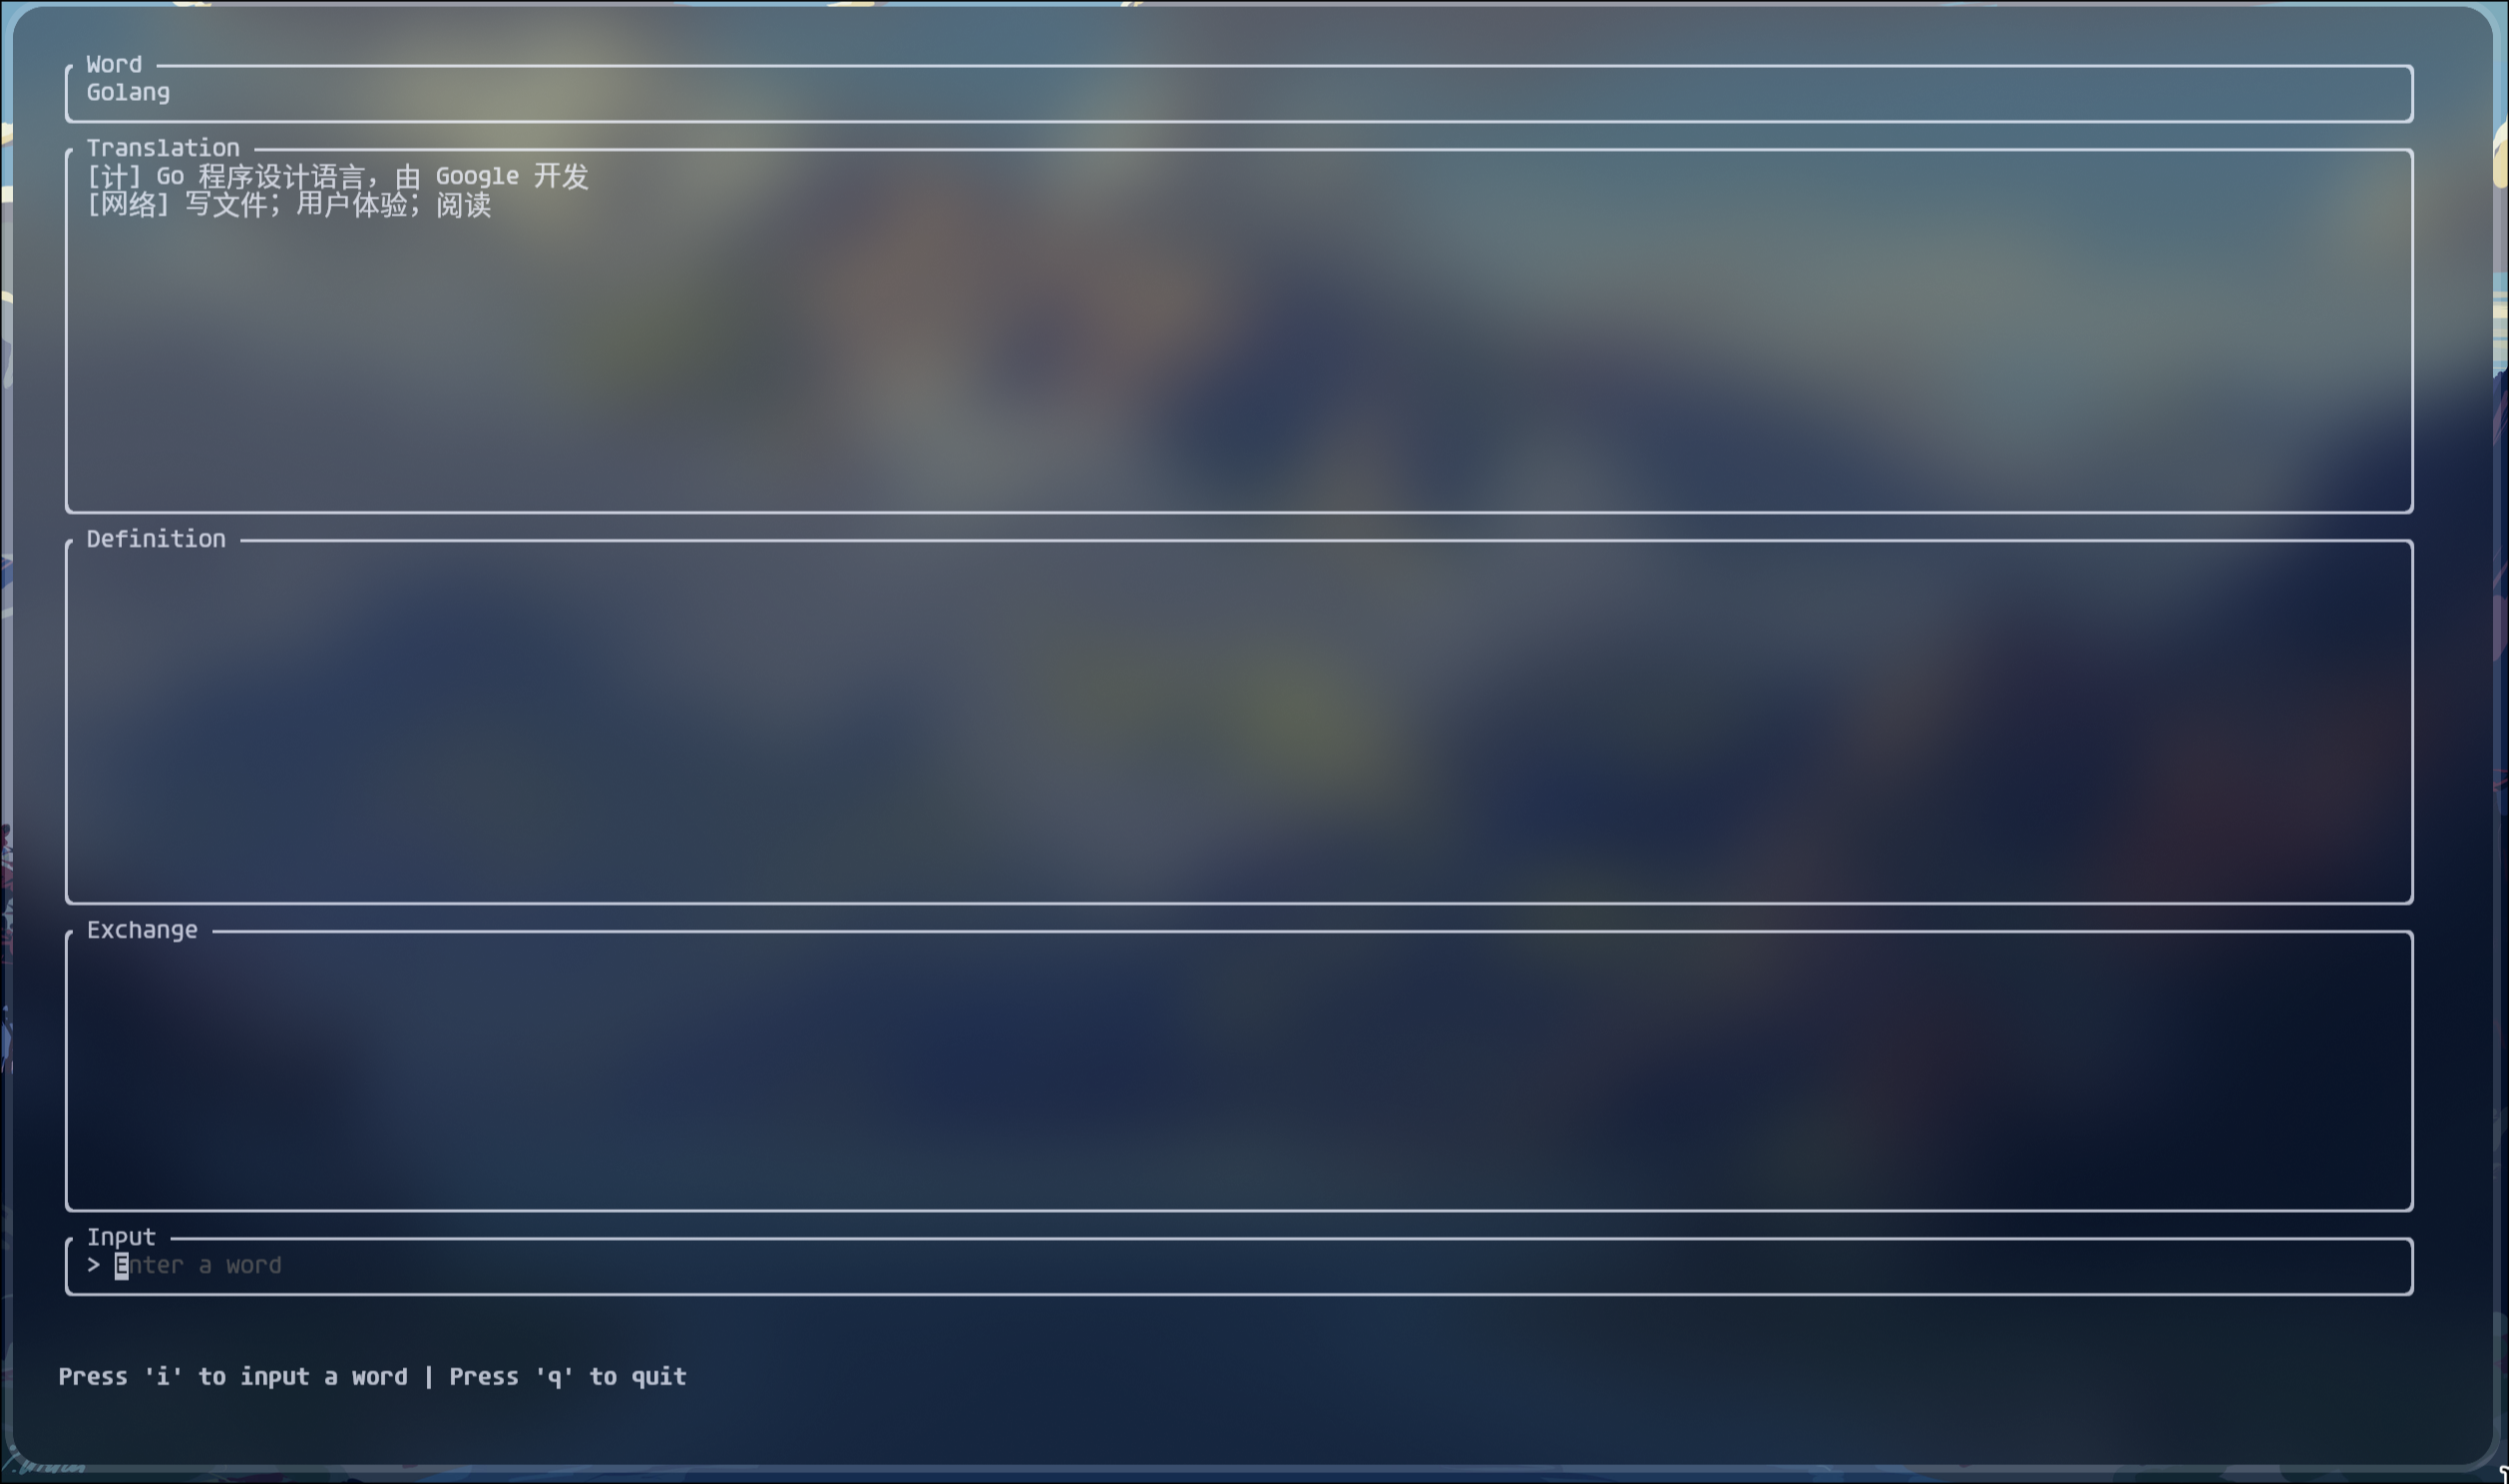 Word
Golang
Translation
[计] Go 程序设计语言，由 Google 开发
[网络] 写文件；用户体验；阅读
Definition
Exchange
Input
> Enter a word
Press 'i' to input a word | Press 'q' to quit